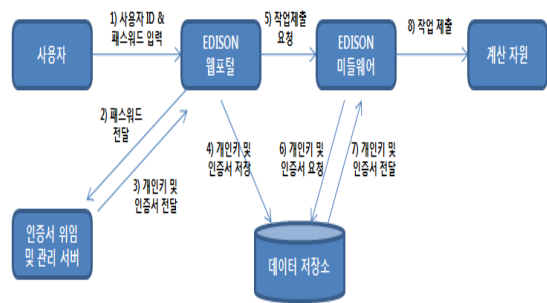 1) 사용자 ID &
패스워드 입력
5) 작업제출
요청
8) 작업 제출
사용자
EDISON
웹포털
EDISON
미들웨어
계산 자원
2) 패스워드
전달
3) 개인키 및
인증서 전달
4) 개인키 및
인증서 저장
6) 개인키 및
인증서 요청
7) 개인키 및
인증서 전달
인증서 위임
및 관리 서버
데이터 저장소